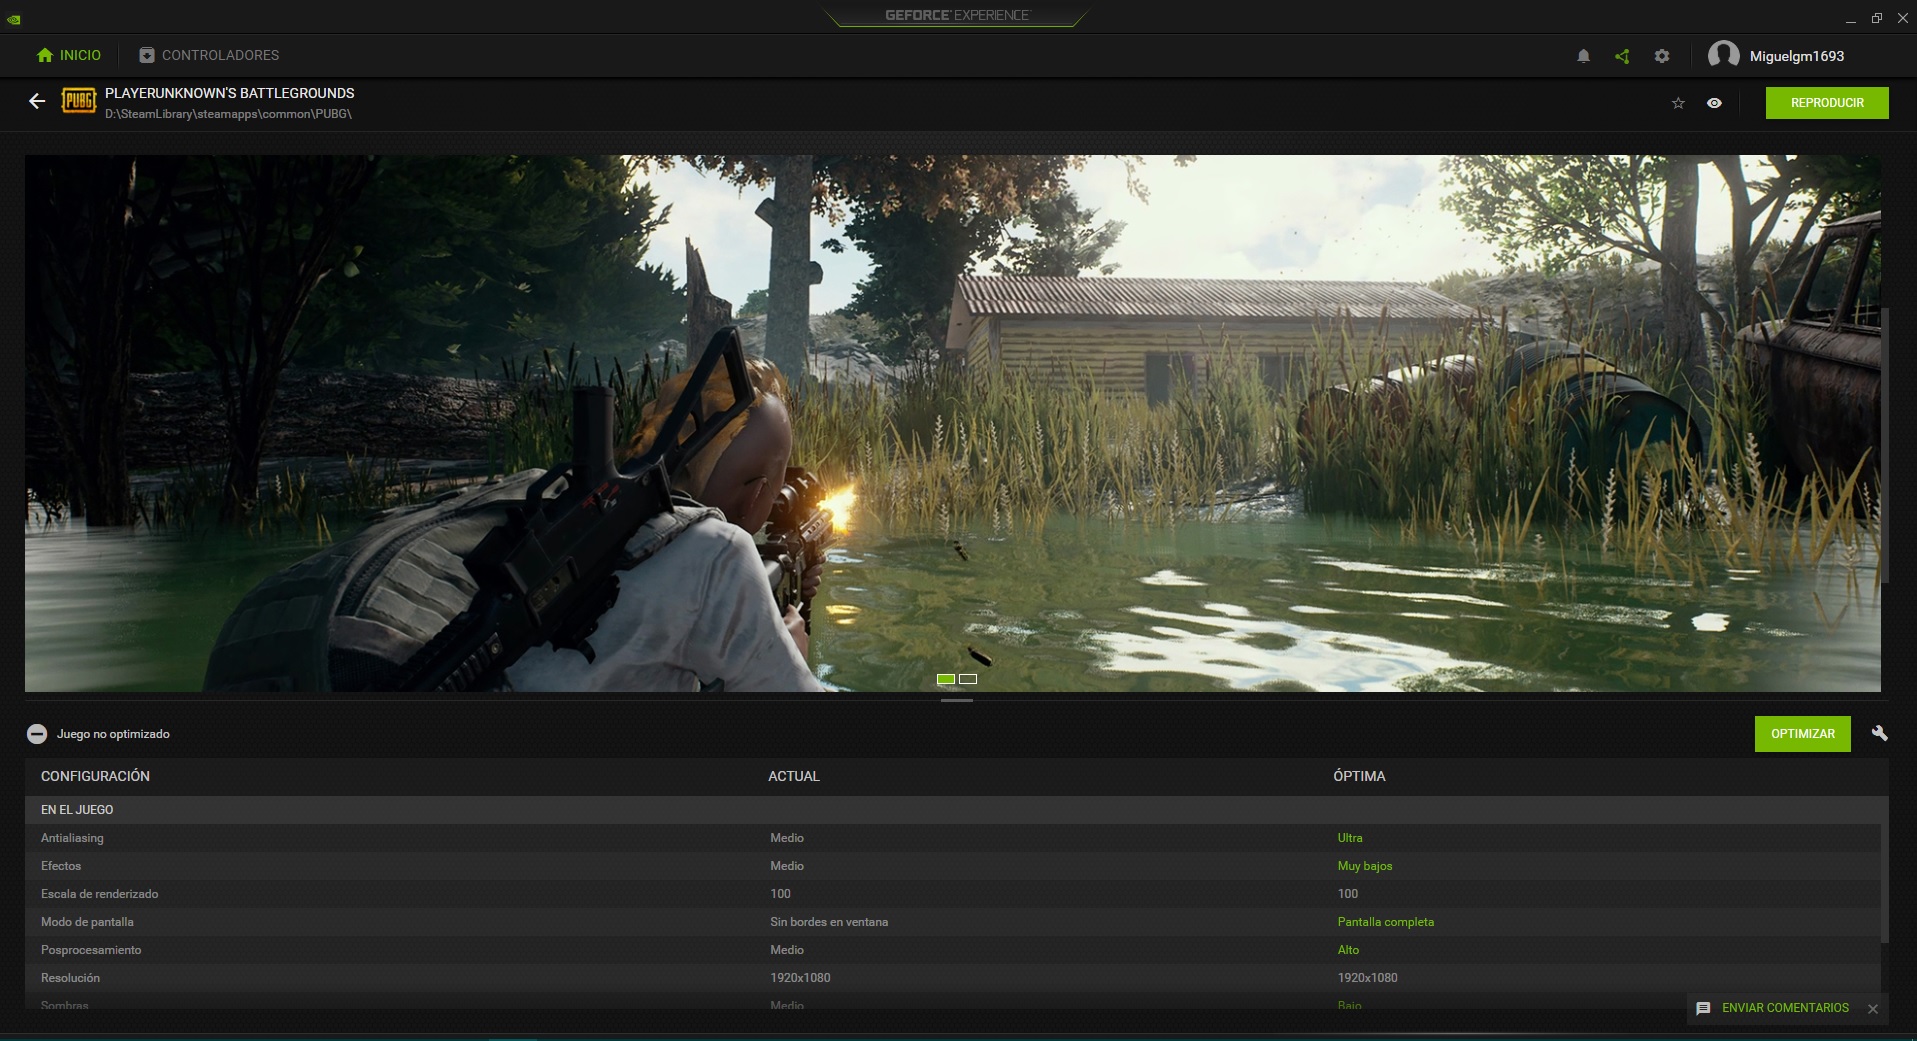 GEFORCE EXPERIENCE
INICIO
CONTROLADORES
Miguelgm1693
PUBG
PLAYERUNKNOWN'S BATTLEGROUNDS
D:\SteamLibrary\steamapps\common\PUBG\
REPRODUCIR
Juego no optimizado
OPTIMIZAR
CONFIGURACIÓN ACTUAL ÓPTIMA
EN EL JUEGO
Antialiasing Medio Ultra
Efectos Medio Muy bajos
Escala de renderizado 100 100
Modo de pantalla Sin bordes en ventana Pantalla completa
Posprocesamiento Medio Alto
Resolución 1920x1080 1920x1080
Sombras Medio Bajo
ENVIAR COMENTARIOS